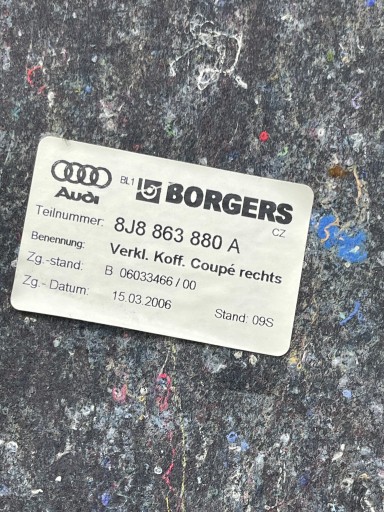 Audi BL1 BORGERS
CZ
Teilnummer: 8J8 863 880 A
Benennung: Verkl. Koff. Coupé rechts
Zg.-stand: B 06033466/00
Zg.- Datum: 15.03.2006 Stand: 09S